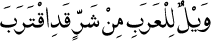 وَيْلٌ لِلْعَرَبِ مِنْ شَرٍّ قَدِ اقْتَرَبَ